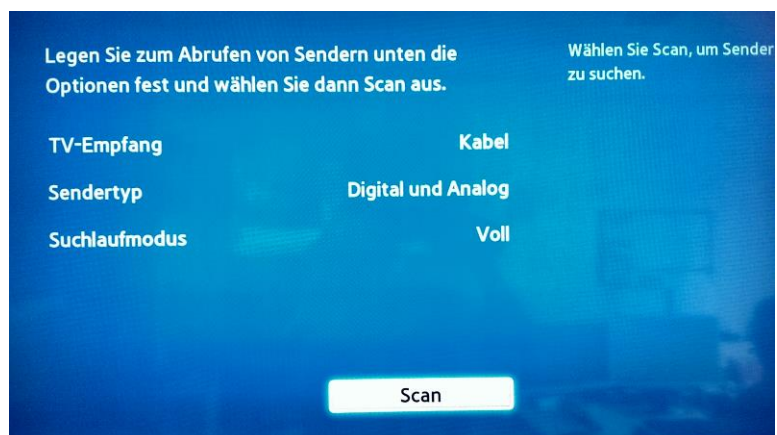 Legen Sie zum Abrufen von Sendern unten die
Optionen fest und wählen Sie dann Scan aus.
Wählen Sie Scan, um Sender
zu suchen.
TV-Empfang Kabel
Sendertyp Digital und Analog
Suchlaufmodus Voll
Scan